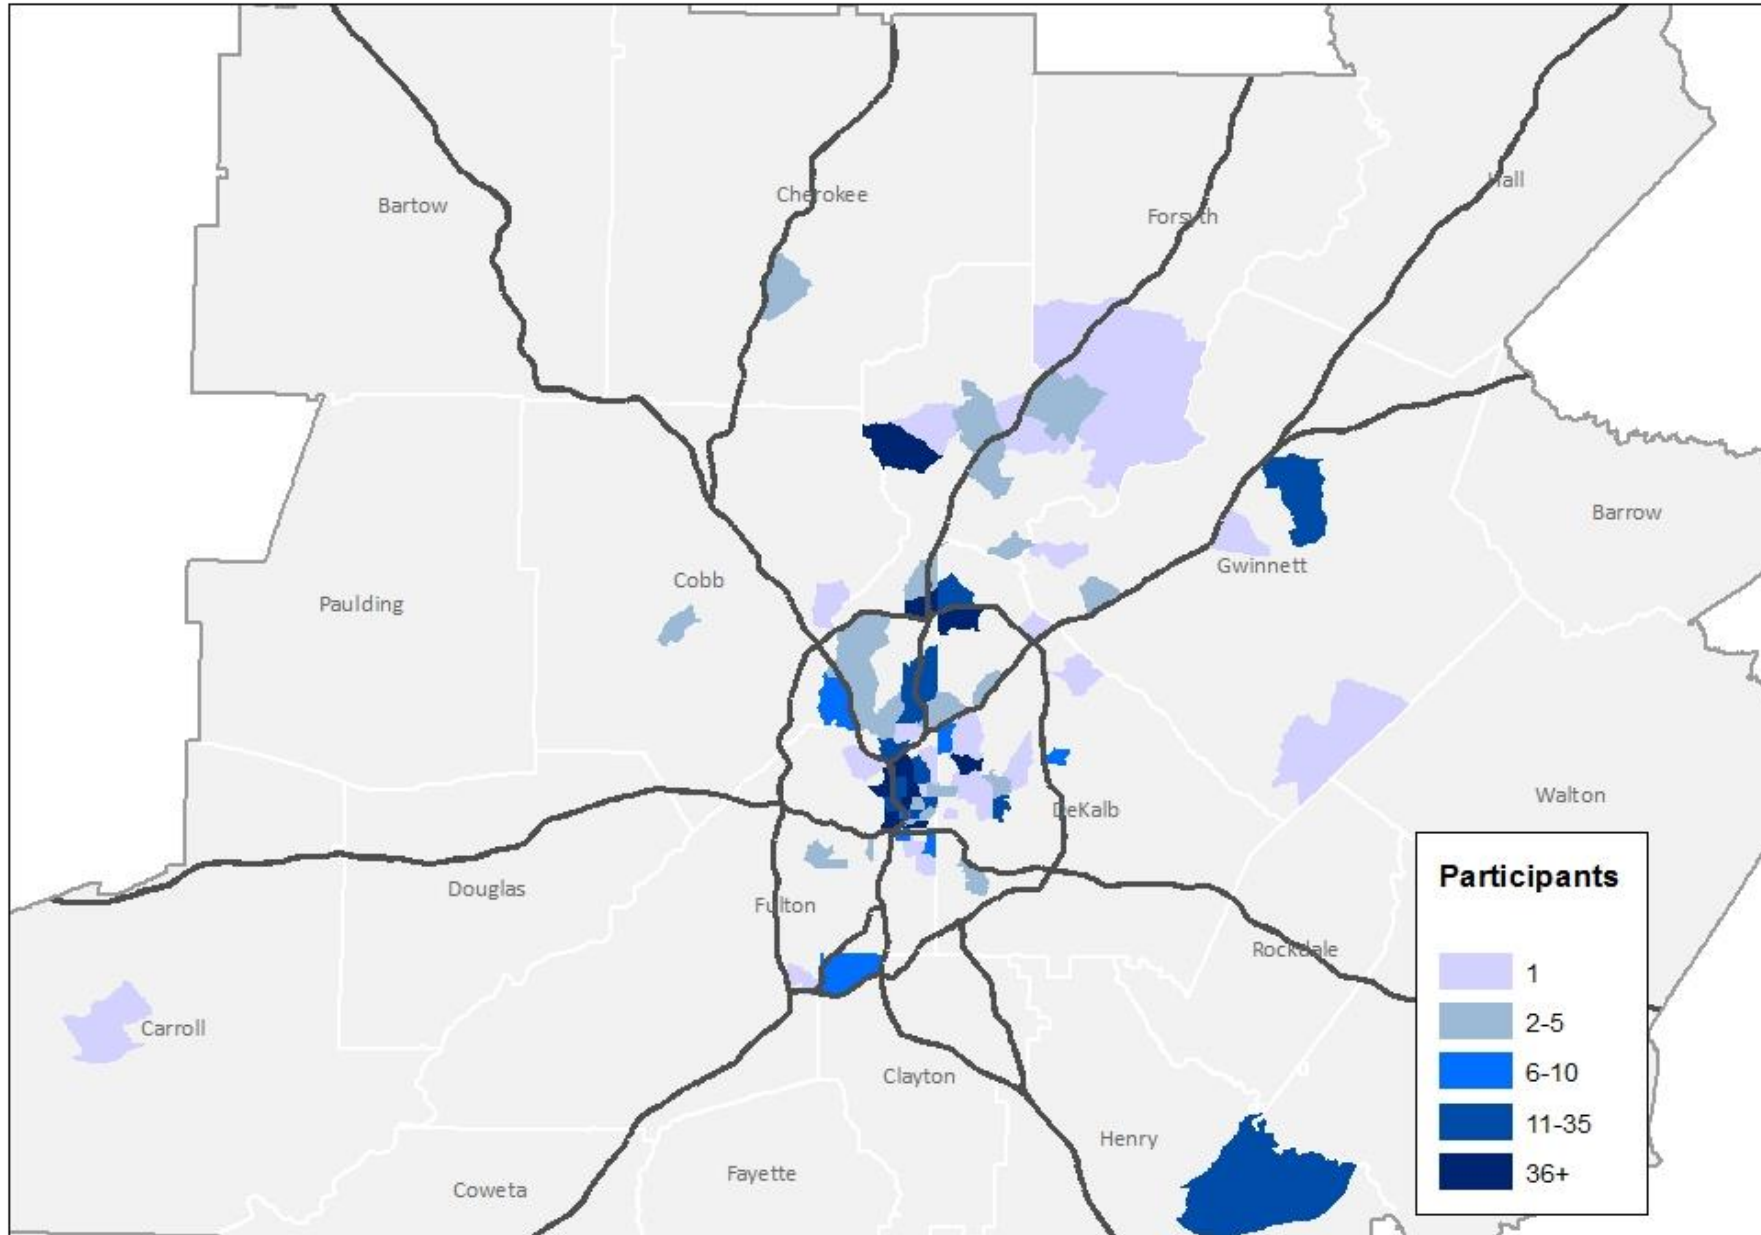 Cherokee
Hall
Bartow
Forsyth
Barrow
Gwinnett
Cobb
Paulding
Walton
DeKalb
Douglas
Fulton
Rockdale
Carroll
Clayton
Henry
Fayette
Coweta
Participants
1
2-5
6-10
11-35
36+